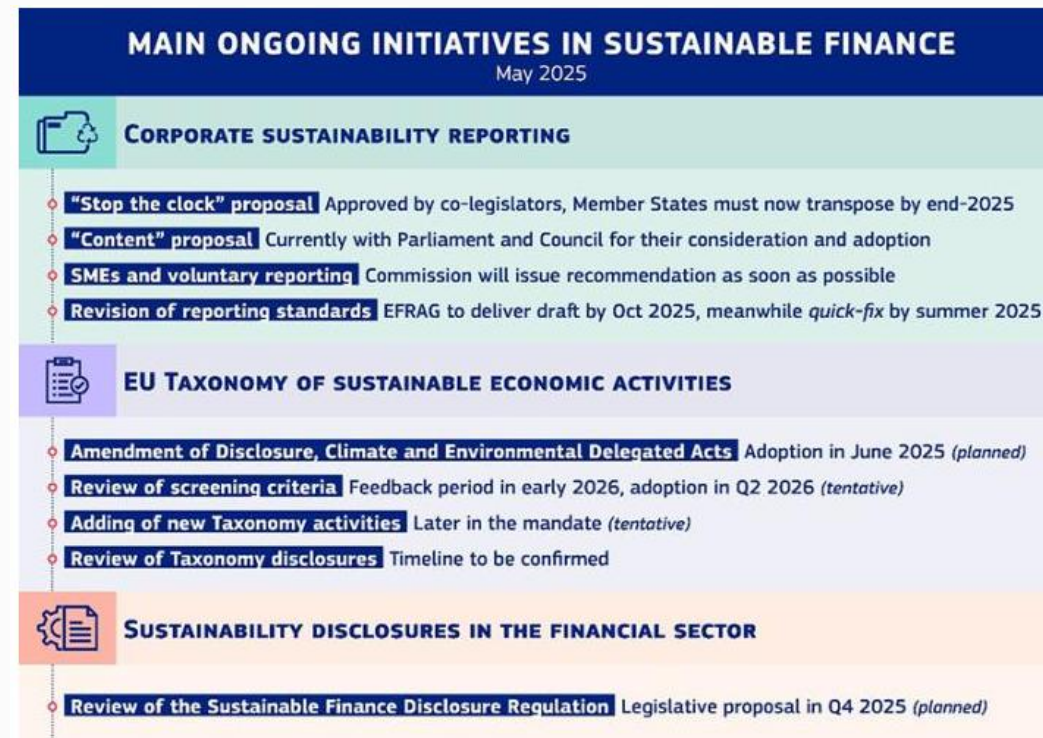 MAIN ONGOING INITIATIVES IN SUSTAINABLE FINANCE
May 2025
CORPORATE SUSTAINABILITY REPORTING
“Stop the clock” proposal Approved by co-legislators, Member States must now transpose by end-2025
“Content” proposal Currently with Parliament and Council for their consideration and adoption
SMEs and voluntary reporting Commission will issue recommendation as soon as possible
Revision of reporting standards EFRAG to deliver draft by Oct 2025, meanwhile quick-fix by summer 2025
EU TAXONOMY OF SUSTAINABLE ECONOMIC ACTIVITIES
Amendment of Disclosure, Climate and Environmental Delegated Acts Adoption in June 2025 (planned)
Review of screening criteria Feedback period in early 2026, adoption in Q2 2026 (tentative)
Adding of new Taxonomy activities Later in the mandate (tentative)
Review of Taxonomy disclosures Timeline to be confirmed
SUSTAINABILITY DISCLOSURES IN THE FINANCIAL SECTOR
Review of the Sustainable Finance Disclosure Regulation Legislative proposal in Q4 2025 (planned)